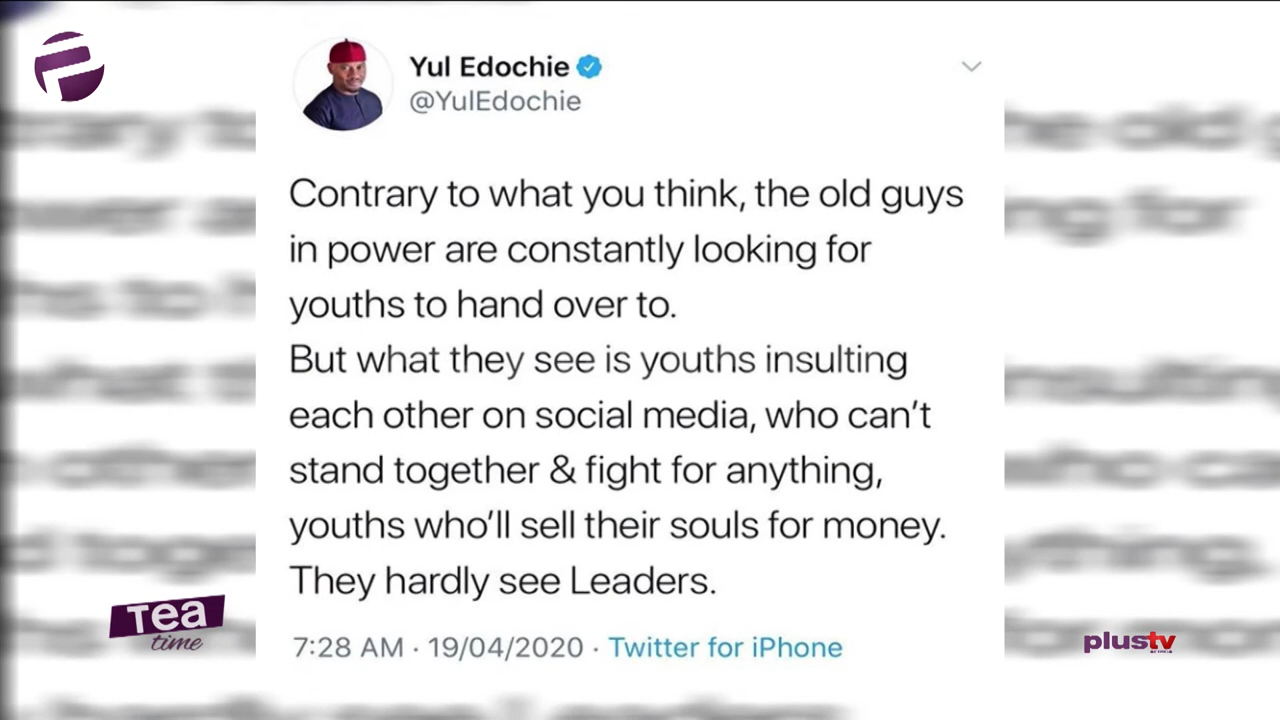 Yul Edochie
@YulEdochie
Contrary to what you think, the old guys
in power are constantly looking for
youths to hand over to.
But what they see is youths insulting
each other on social media, who can't
stand together & fight for anything,
youths who'll sell their souls for money.
They hardly see Leaders.
7:28 AM · 19/04/2020 · Twitter for iPhone
Tea
time
plustv